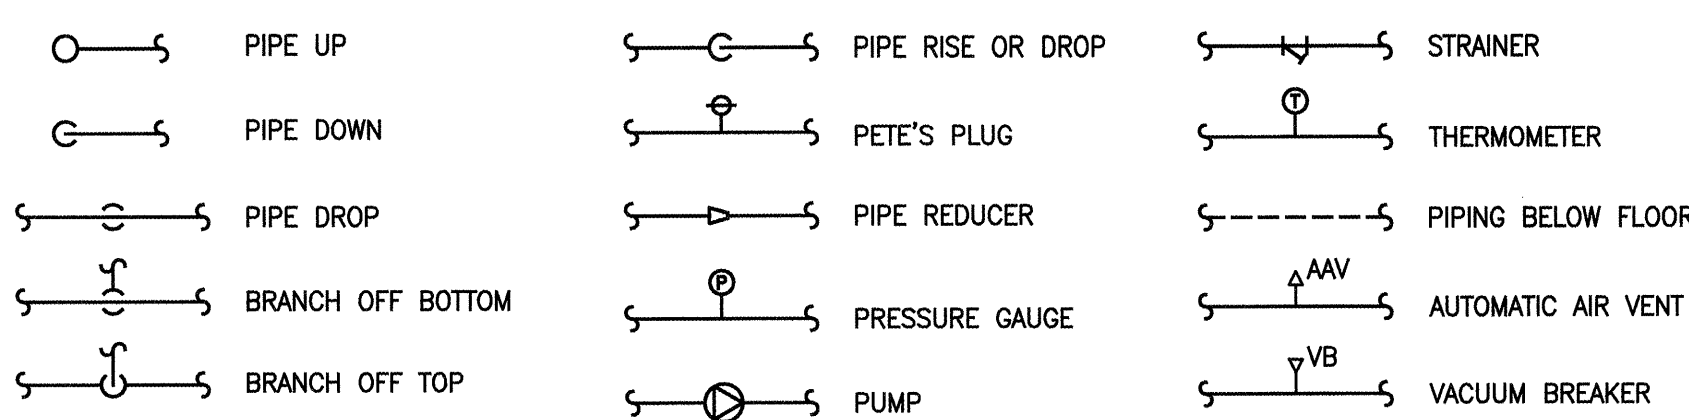 PIPE UP
PIPE DOWN
PIPE DROP
BRANCH OFF BOTTOM
BRANCH OFF TOP
PIPE RISE OR DROP
PETE'S PLUG
PIPE REDUCER
P
PRESSURE GAUGE
PUMP
STRAINER
T
THERMOMETER
PIPING BELOW FLOOR
AAV
AUTOMATIC AIR VENT
VB
VACUUM BREAKER